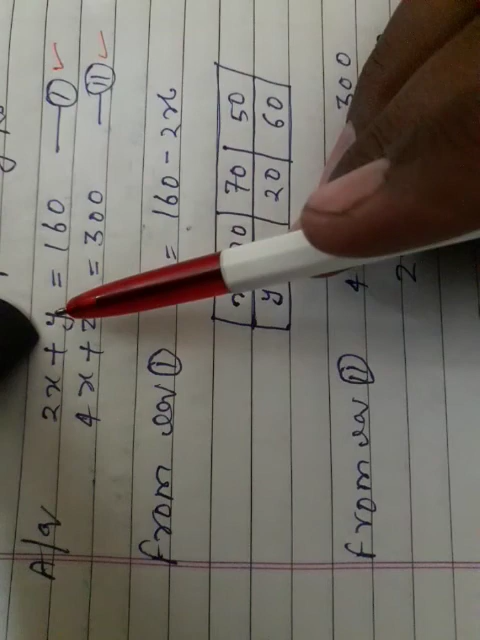 A/q 2x + y = 160 — (I) ✓
4x + 2 = 300 — (II) ✓
from eq (I) = 160 - 2x
70 50
y 20 60
from eq (II) 4 300
2